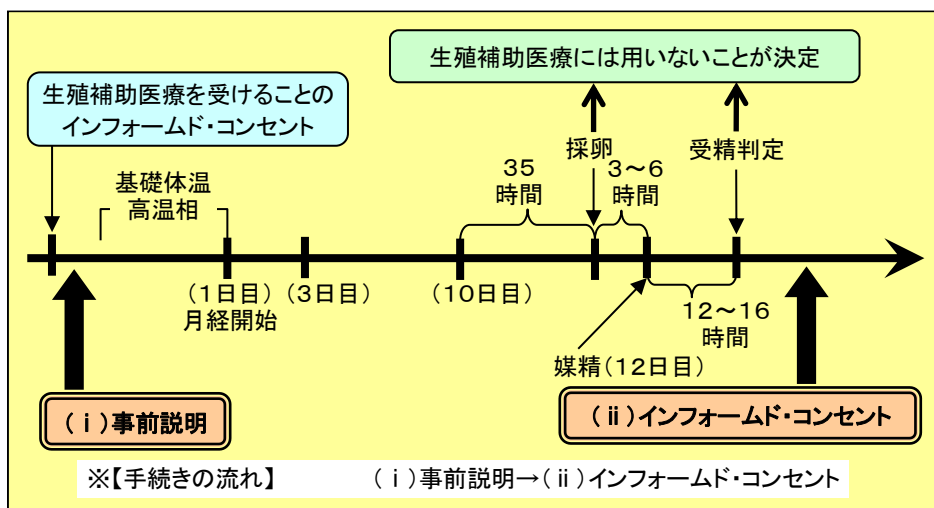 生殖補助医療には用いないことが決定
生殖補助医療を受けることの
インフォームド・コンセント
採卵
受精判定
35
時間
3～6
時間
基礎体温
高温相
(1日目)
月経開始
(3日目)
(10日目)
12～16
時間
媒精(12日目)
(ⅰ)事前説明
(ⅱ)インフォームド・コンセント
※【手続きの流れ】 (ⅰ)事前説明→(ⅱ)インフォームド・コンセント